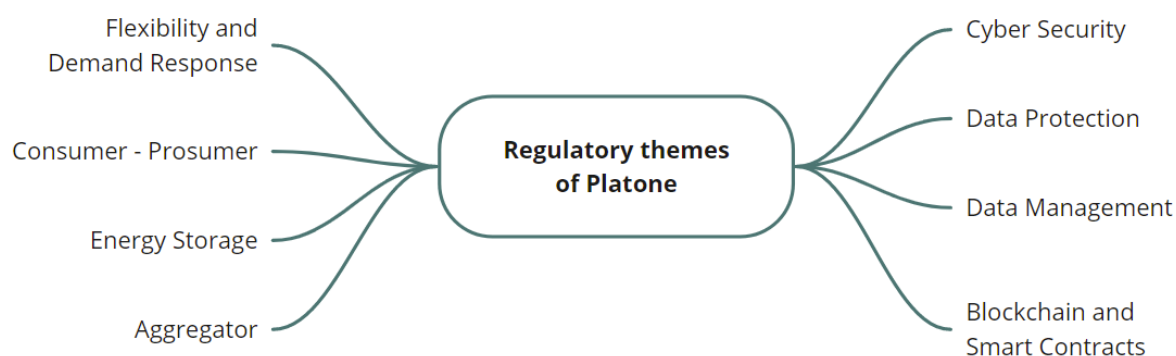 Flexibility and
Demand Response
Consumer - Prosumer
Energy Storage
Aggregator
Regulatory themes
of Platone
Cyber Security
Data Protection
Data Management
Blockchain and
Smart Contracts